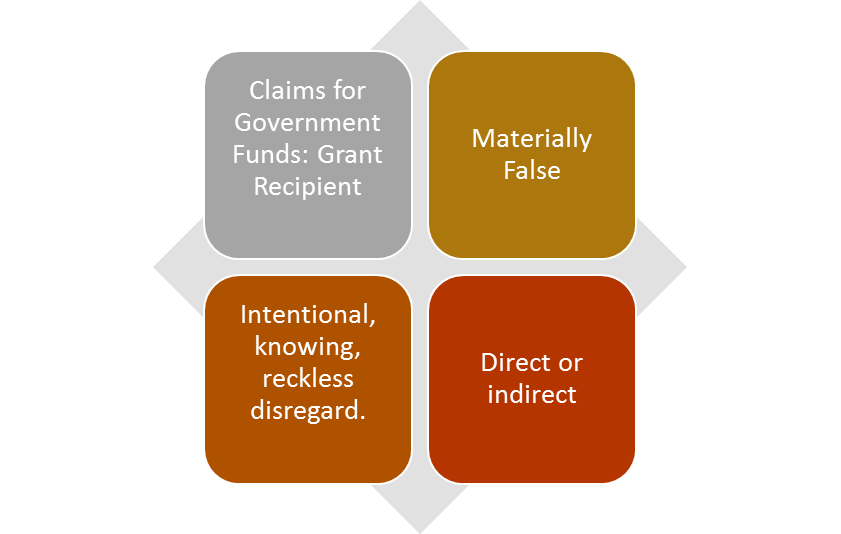 Claims for
Government
Funds: Grant
Recipient
Materially
False
Intentional,
knowing,
reckless
disregard.
Direct or
indirect